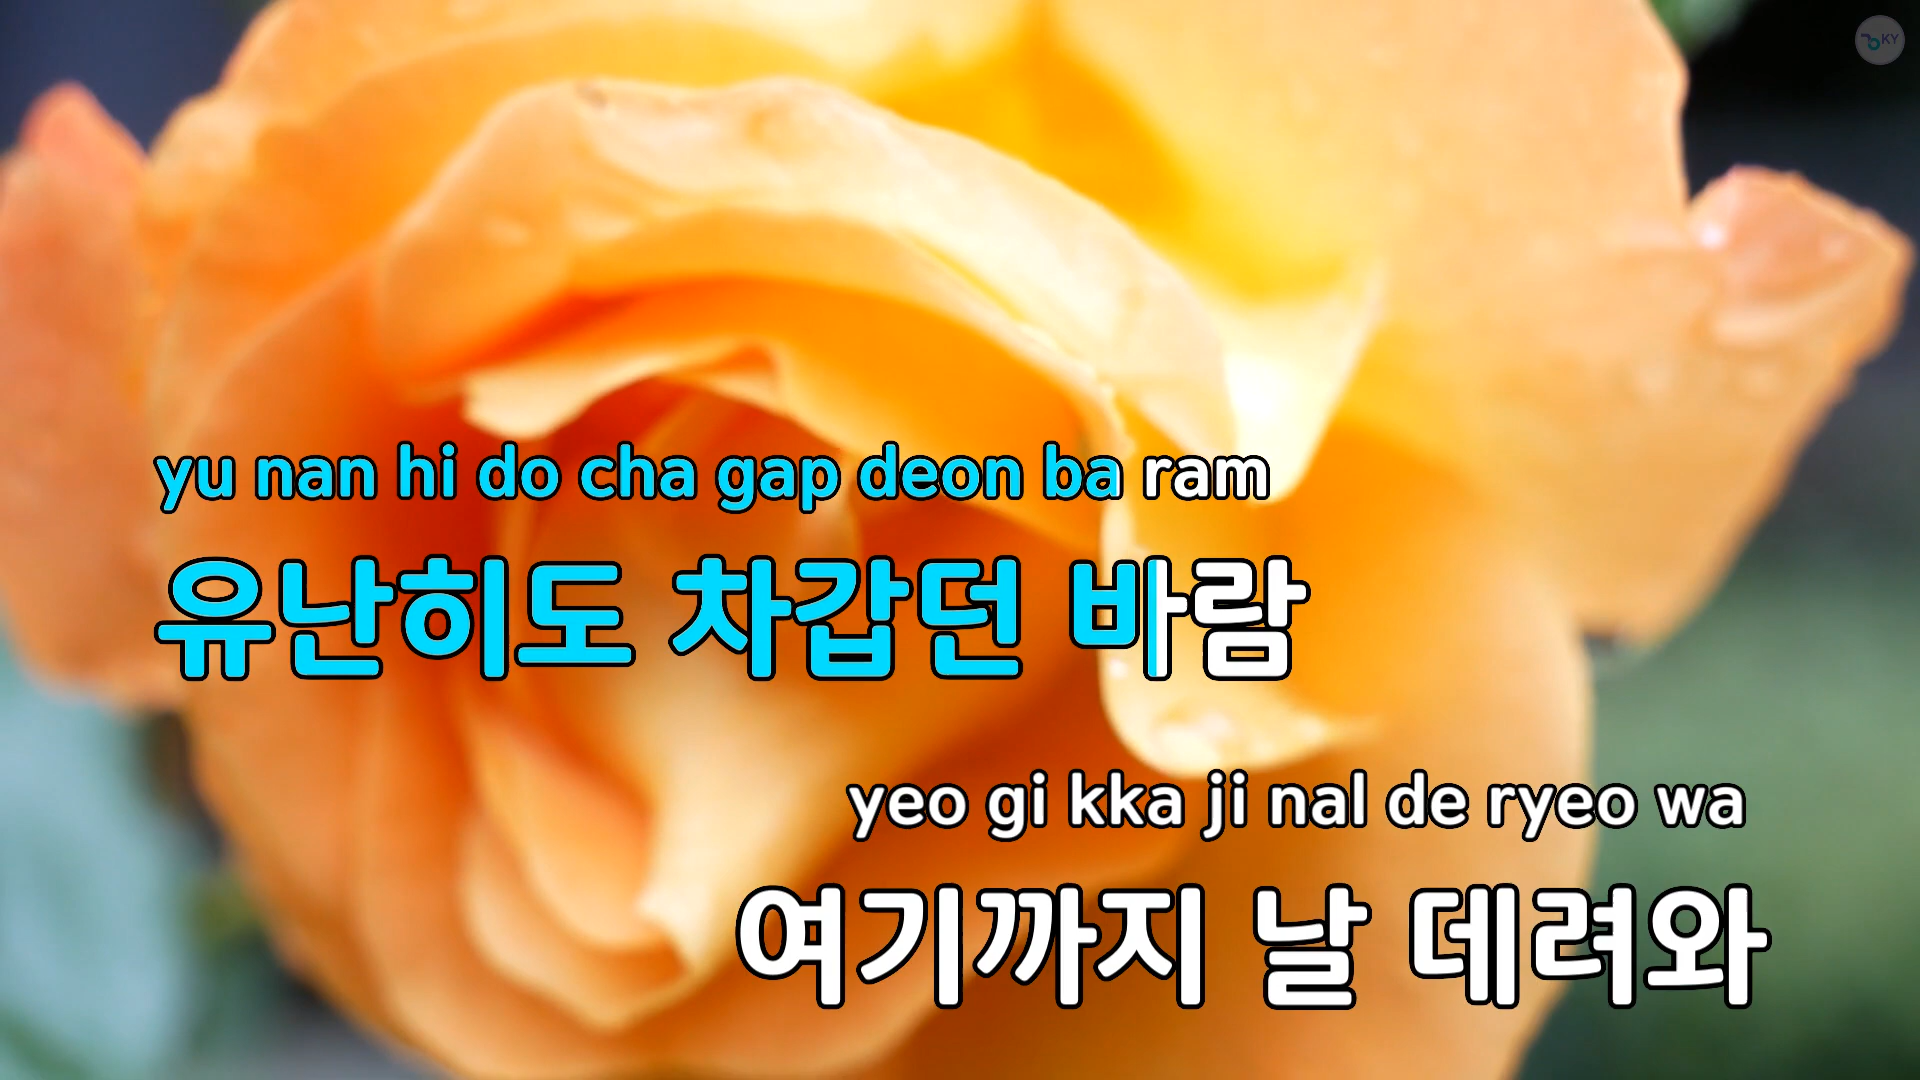 KY
yu nan hi do cha gap deon ba ram
유난히도 차갑던 바람
yeo gi kka ji nal de ryeo wa
여기까지 날 데려와